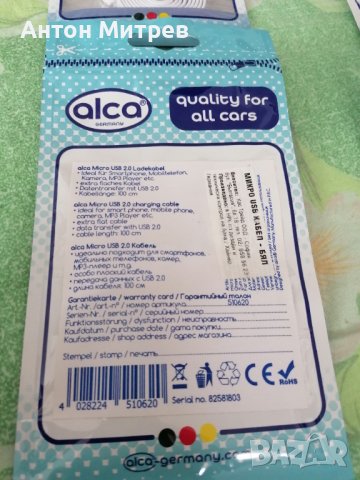 Антон Митрев
alca®
GERMANY
quality for
all cars
alca Micro USB 2.0 Ladekabel
• ideal für Smartphone, Mobiltelefon,
Kamera, MP3 Player etc.
• extra flaches Kabel
• Datentransfer mit USB 2.0
• Kabellänge: 100 cm
alca Micro USB 2.0 charging cable
• ideal for smart phone, mobile phone,
camera, MP3 Player etc.
• extra flat cable
• data transfer with USB 2.0
• cable length: 100 cm
alca Micro USB 2.0 Кабель
• идеально подходит для смартфонов,
мобильных телефонов, камер,
MP3-плеер и т.д.
• особо плоский кабель
• передача данных с USB 2.0
• длина кабеля: 100 см
МИКРО USB КАБЕЛ - БЯЛ
Garantiekarte / warranty card / Гарантийный талон
Art.-Nr./art-n° / номер артикула 510620
Serien-Nr./ serial-n° / серийный номер
Funktionsstörung / dysfunction / неисправность
Kaufdatum / purchase date / дата покупки
Kaufadresse / shop address / адрес магазина
Stempel / stamp / печать
4 028224 510620
CE
RoHS
Serial no. 82581803
alca-germany.com
BAZAR